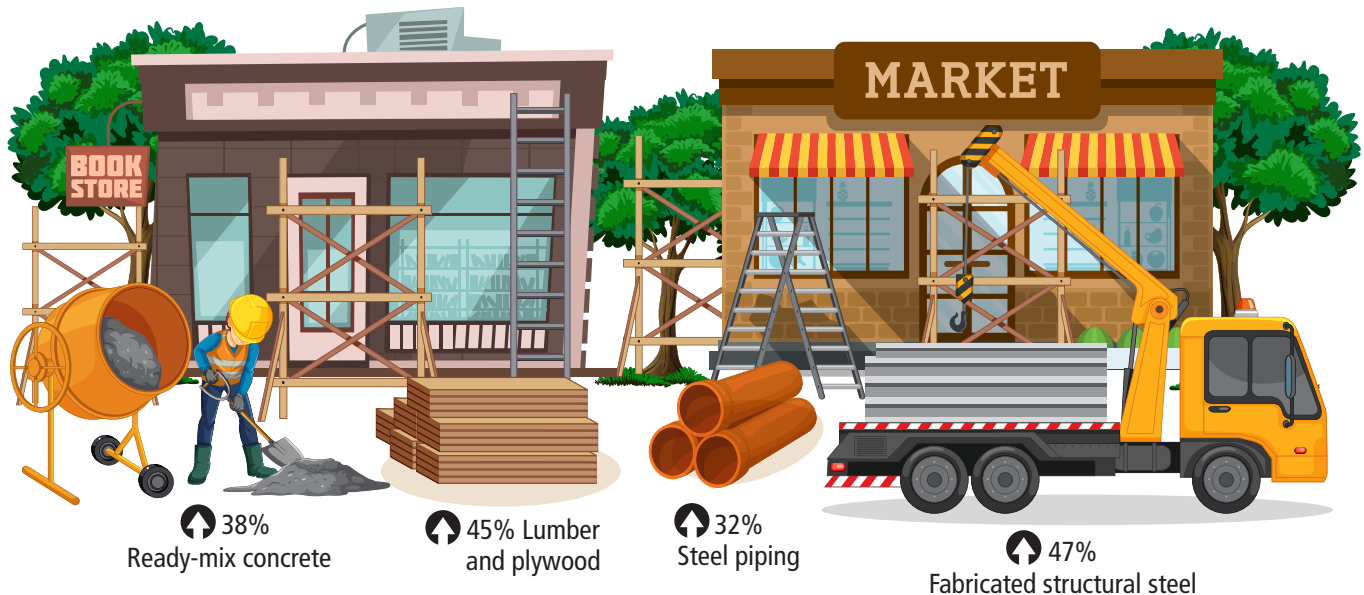 BOOK
STORE
MARKET
38%
Ready-mix concrete
45% Lumber
and plywood
32%
Steel piping
47%
Fabricated structural steel